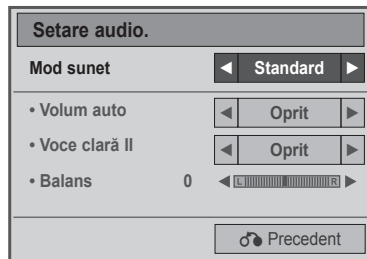 Setare audio.
Mod sunet ◄ Standard ►
• Volum auto ◄ Oprit ►
• Voce clară II ◄ Oprit ►
• Balans 0 ◄ L R ►
Precedent